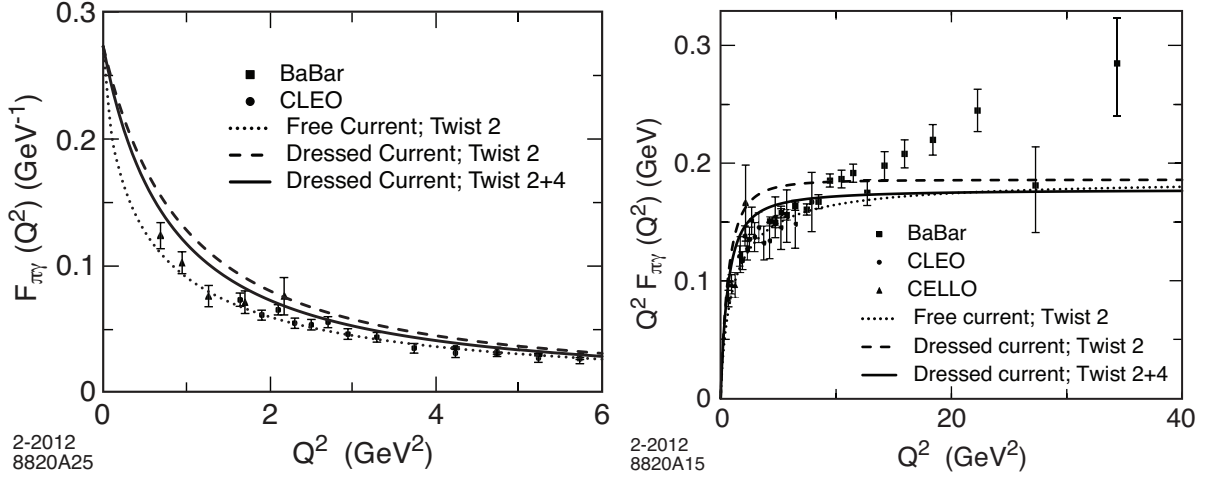 0.3
0.2
0.1
0
F_πγ (Q²) (GeV⁻¹)
BaBar
CLEO
Free Current; Twist 2
Dressed Current; Twist 2
Dressed Current; Twist 2+4
0 2 4 6
Q² (GeV²)
2-2012
8820A25
0.3
0.2
0.1
0
Q² F_πγ (Q²) (GeV)
BaBar
CLEO
CELLO
Free current; Twist 2
Dressed current; Twist 2
Dressed current; Twist 2+4
0 20 40
Q² (GeV²)
2-2012
8820A15